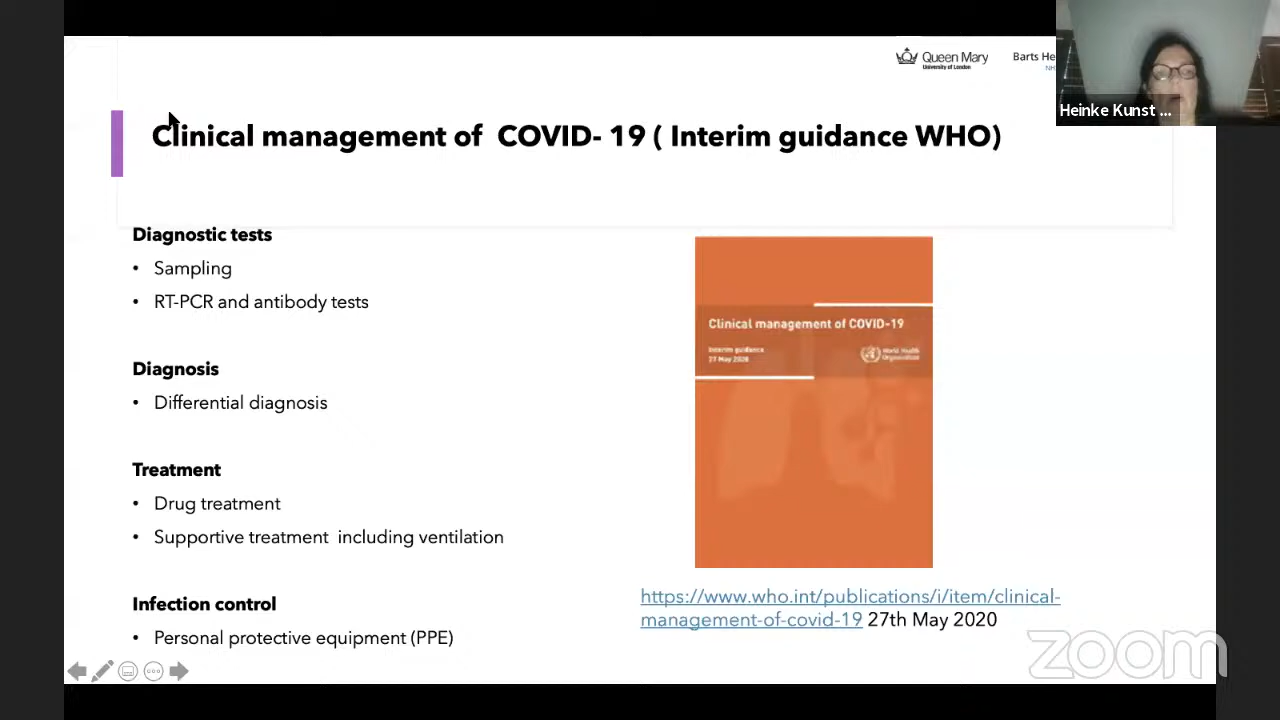 Queen Mary
University of London
Barts He
NH
Heinke Kunst ...
Clinical management of COVID- 19 ( Interim guidance WHO)
Diagnostic tests
• Sampling
• RT-PCR and antibody tests
Diagnosis
• Differential diagnosis
Treatment
• Drug treatment
• Supportive treatment including ventilation
Infection control
• Personal protective equipment (PPE)
Clinical management of COVID-19
Interim guidance
27 May 2020
World Health
Organization
https://www.who.int/publications/i/item/clinical-
management-of-covid-19 27th May 2020
zoom